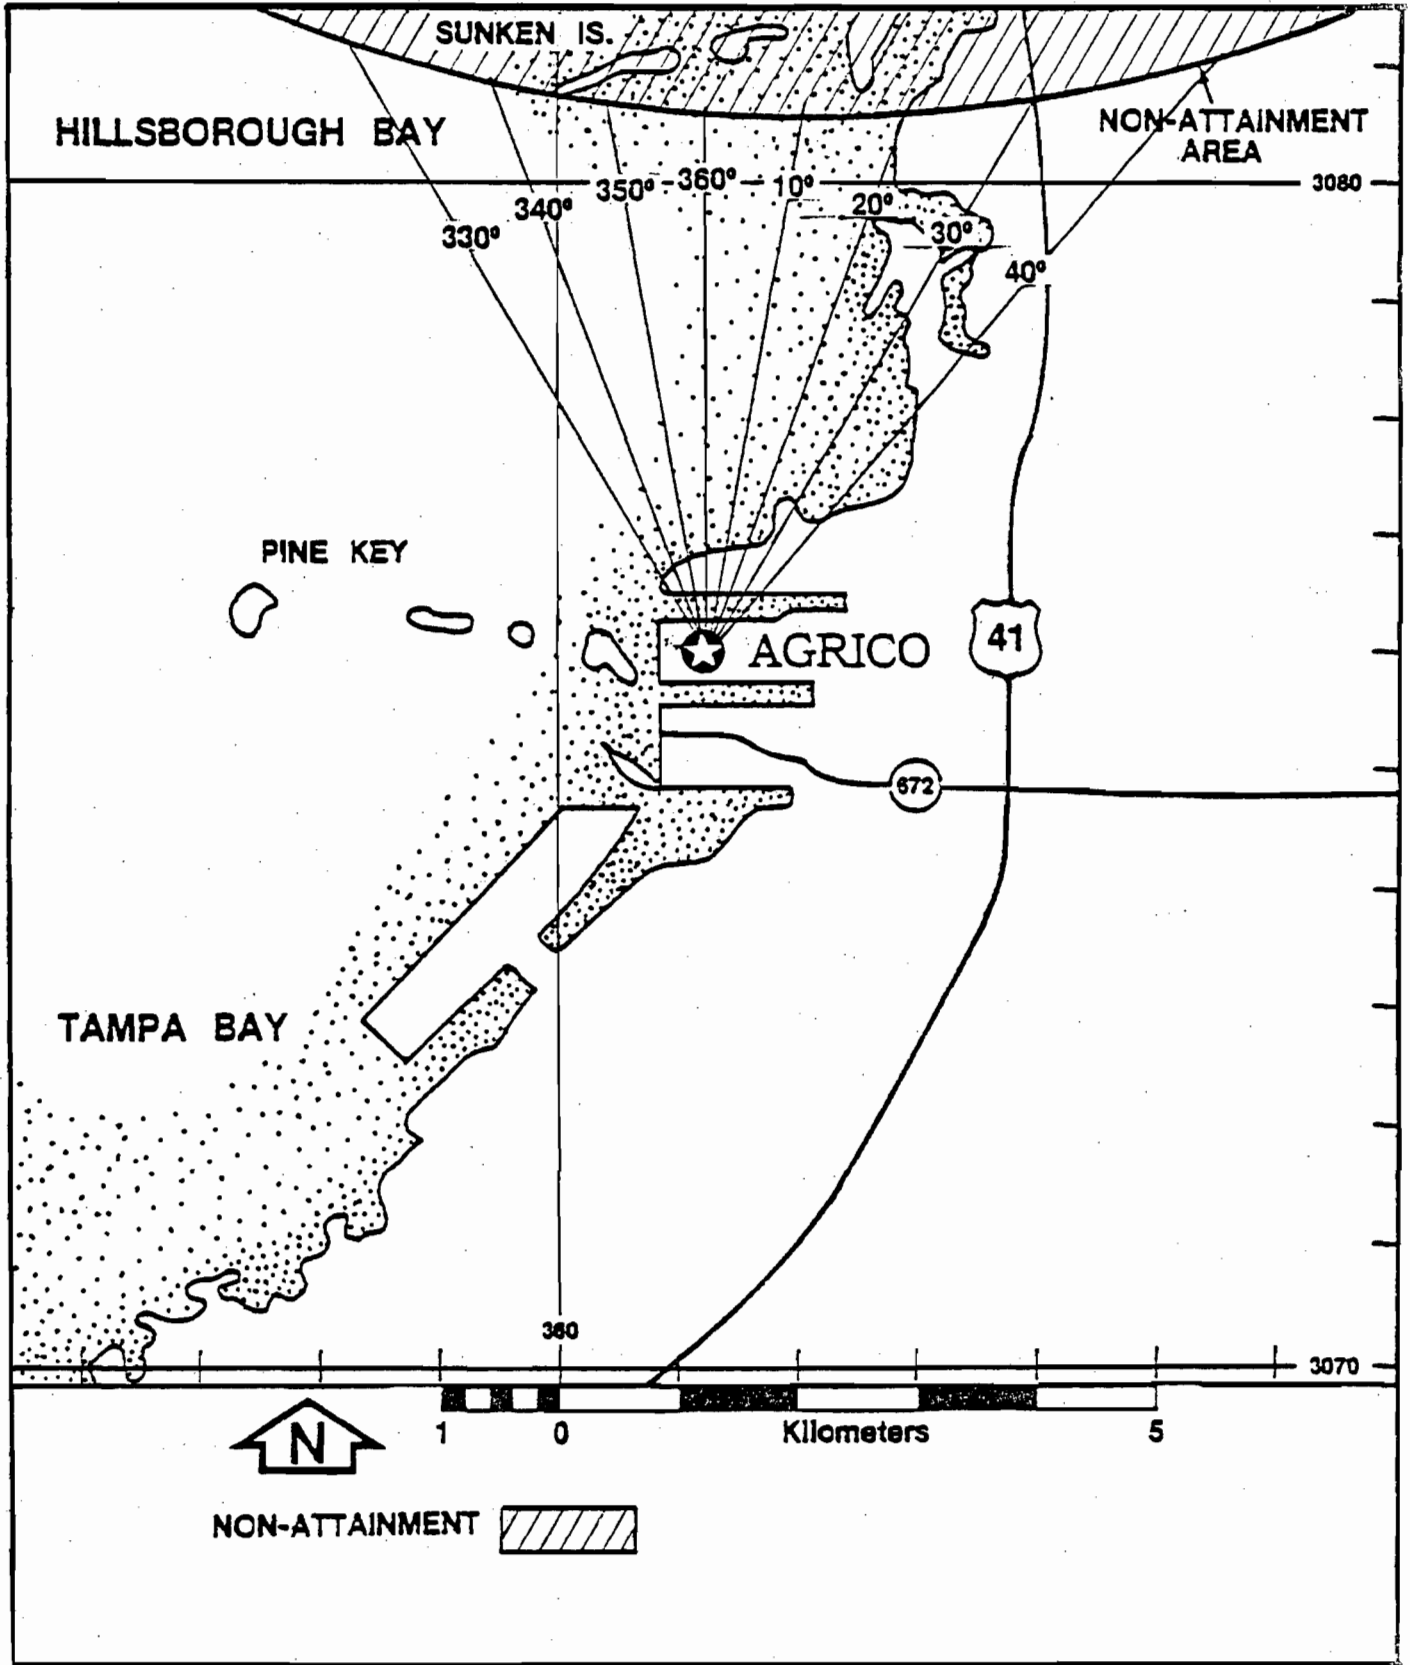 SUNKEN IS.
HILLSBOROUGH BAY
NON-ATTAINMENT
AREA
3080
350° 360° 10°
340° 20°
330° 30°
40°
PINE KEY
AGRICO
41
672
TAMPA BAY
360
3070
1 0 Kilometers 5
N
NON-ATTAINMENT